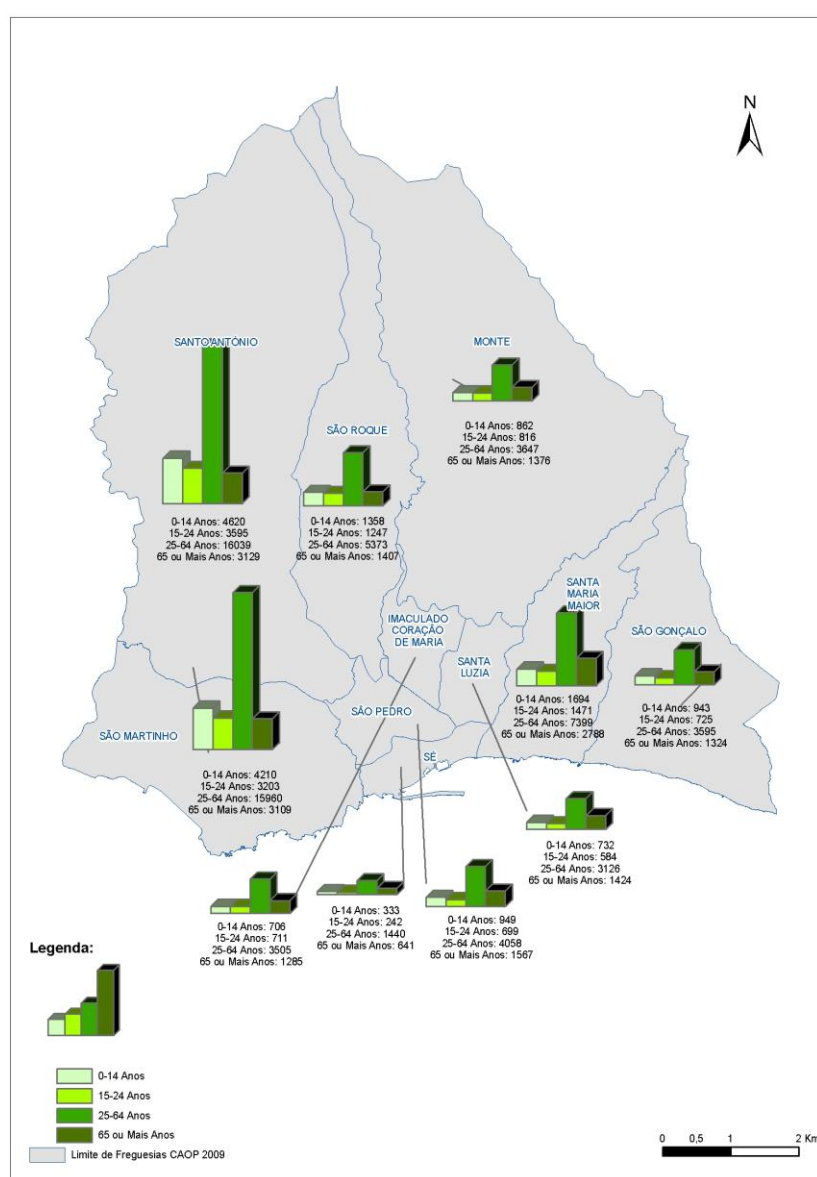 N
SANTO ANTÓNIO
0-14 Anos: 4620
15-24 Anos: 3595
25-64 Anos: 16039
65 ou Mais Anos: 3129
MONTE
0-14 Anos: 862
15-24 Anos: 816
25-64 Anos: 3647
65 ou Mais Anos: 1376
SÃO ROQUE
0-14 Anos: 1358
15-24 Anos: 1247
25-64 Anos: 5373
65 ou Mais Anos: 1407
IMACULADO
CORAÇÃO
DE MARIA
SANTA
LUZIA
SANTA
MARIA
MAIOR
0-14 Anos: 1694
15-24 Anos: 1471
25-64 Anos: 7399
65 ou Mais Anos: 2788
SÃO GONÇALO
0-14 Anos: 943
15-24 Anos: 725
25-64 Anos: 3595
65 ou Mais Anos: 1324
SÃO MARTINHO
0-14 Anos: 4210
15-24 Anos: 3203
25-64 Anos: 15960
65 ou Mais Anos: 3109
SÃO PEDRO
SÉ
0-14 Anos: 732
15-24 Anos: 584
25-64 Anos: 3126
65 ou Mais Anos: 1424
0-14 Anos: 706
15-24 Anos: 711
25-64 Anos: 3505
65 ou Mais Anos: 1285
0-14 Anos: 333
15-24 Anos: 242
25-64 Anos: 1440
65 ou Mais Anos: 641
0-14 Anos: 949
15-24 Anos: 699
25-64 Anos: 4058
65 ou Mais Anos: 1567
Legenda:
0-14 Anos
15-24 Anos
25-64 Anos
65 ou Mais Anos
Limite de Freguesias CAOP 2009
0 0,5 1 2 Km